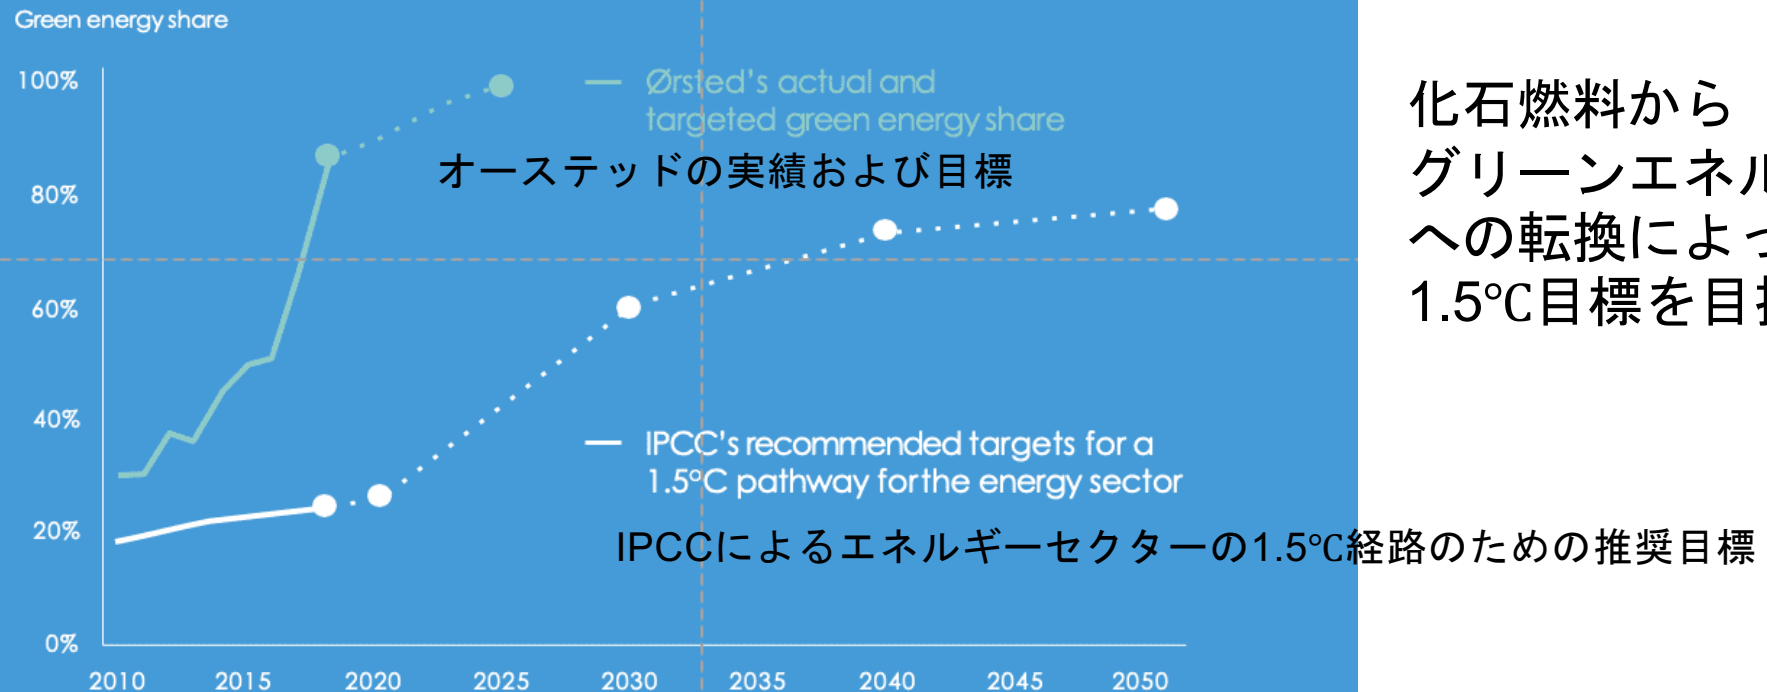 Green energy share
100%
80%
60%
40%
20%
0%
Ørsted's actual and
targeted green energy share
オーステッドの実績および目標
IPCC's recommended targets for a
1.5°C pathway for the energy sector
IPCCによるエネルギーセクターの1.5℃経路のための推奨目標
2010 2015 2020 2025 2030 2035 2040 2045 2050
化石燃料から
グリーンエネル
への転換によっ
1.5℃目標を目